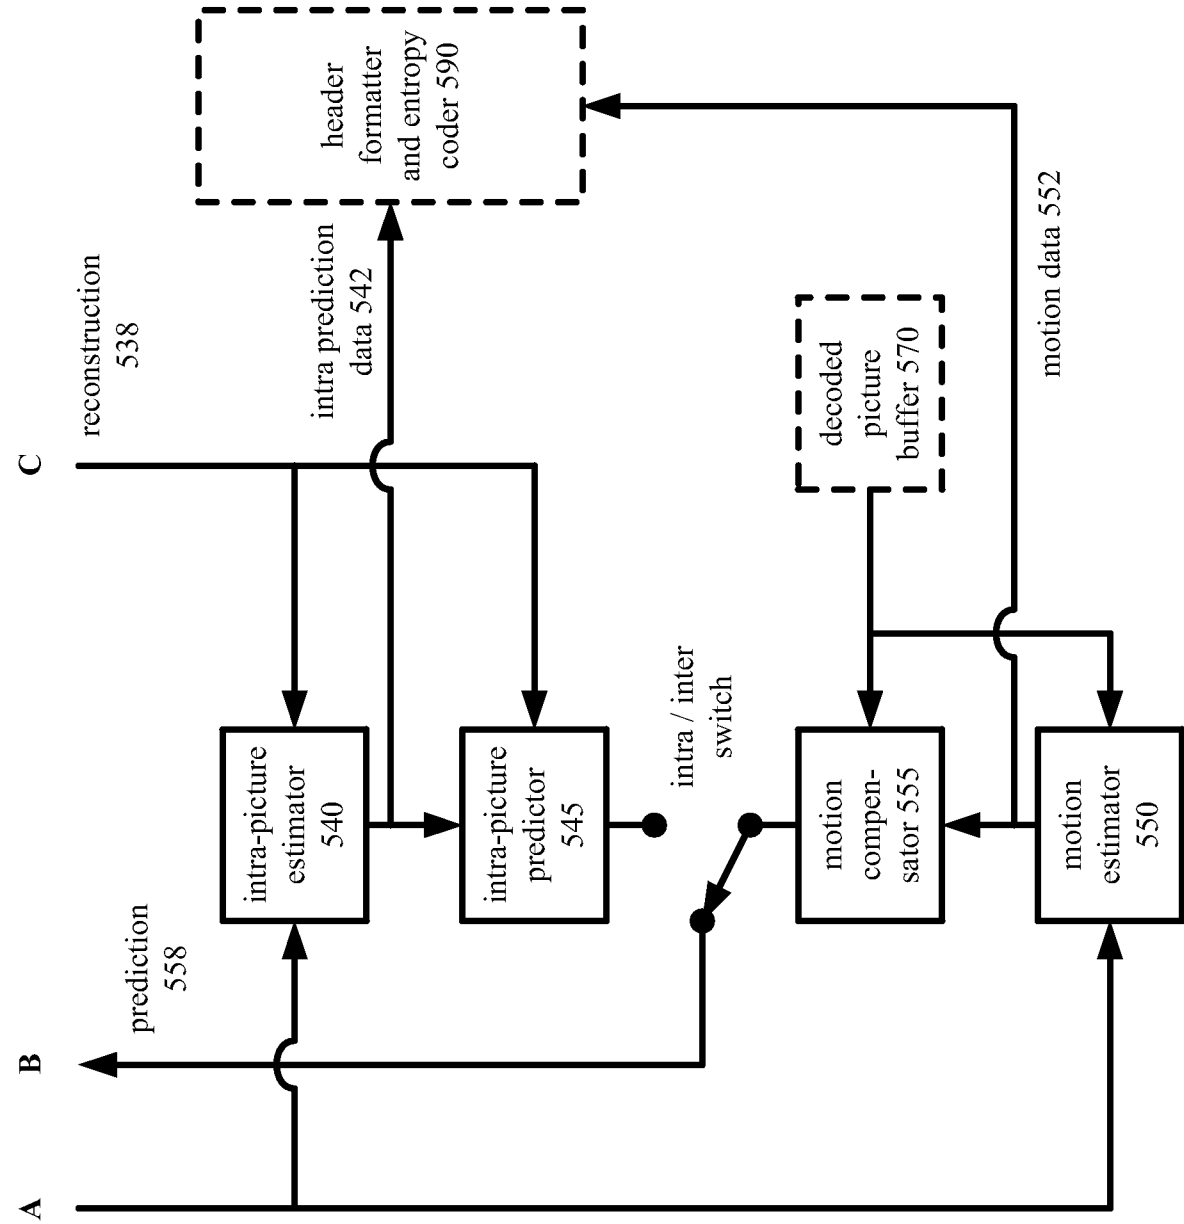 A
B
C
prediction
558
reconstruction
538
intra-picture
estimator
540
intra prediction
data 542
header
formatter
and entropy
coder 590
intra-picture
predictor
545
intra / inter
switch
motion
compen-
sator 555
decoded
picture
buffer 570
motion
estimator
550
motion data 552